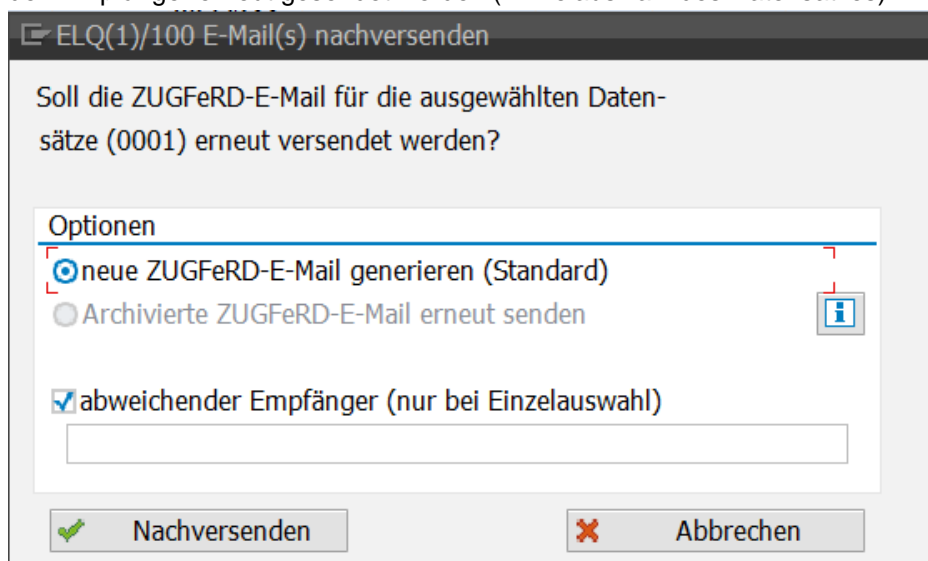 ELQ(1)/100 E-Mail(s) nachversenden
Soll die ZUGFeRD-E-Mail für die ausgewählten Daten-
sätze (0001) erneut versendet werden?
Optionen
neue ZUGFeRD-E-Mail generieren (Standard)
Archivierte ZUGFeRD-E-Mail erneut senden
abweichender Empfänger (nur bei Einzelauswahl)
Nachversenden
Abbrechen